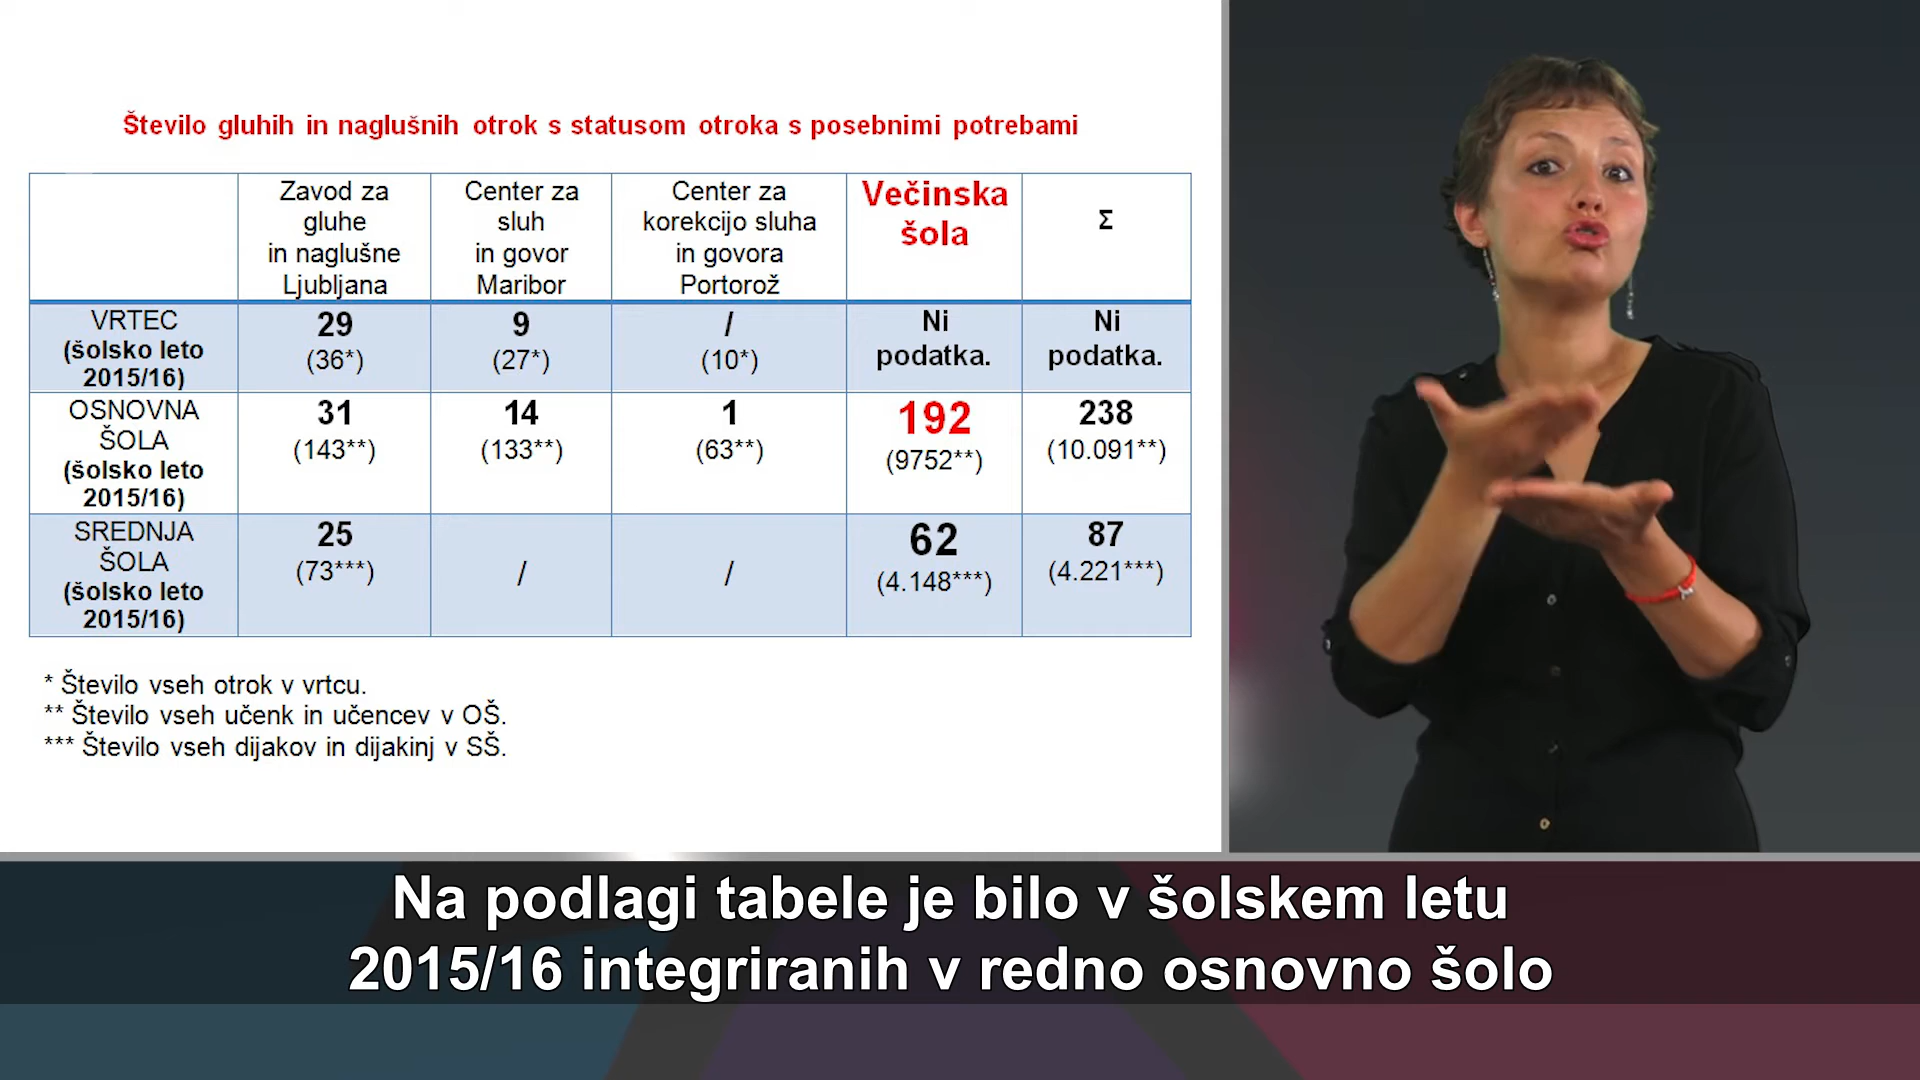 Število gluhih in naglušnih otrok s statusom otroka s posebnimi potrebami
Zavod za
gluhe
in naglušne
Ljubljana
Center za
sluh
in govor
Maribor
Center za
korekcijo sluha
in govora
Portorož
Večinska
šola
Σ
VRTEC
(šolsko leto
2015/16)
29
(36*)
9
(27*)
/
(10*)
Ni
podatka.
Ni
podatka.
OSNOVNA
ŠOLA
(šolsko leto
2015/16)
31
(143**)
14
(133**)
1
(63**)
192
(9752**)
238
(10.091**)
SREDNJA
ŠOLA
(šolsko leto
2015/16)
25
(73***)
/
/
62
(4.148***)
87
(4.221***)
* Število vseh otrok v vrtcu.
** Število vseh učenk in učencev v OŠ.
*** Število vseh dijakov in dijakinj v SŠ.
Na podlagi tabele je bilo v šolskem letu
2015/16 integriranih v redno osnovno šolo